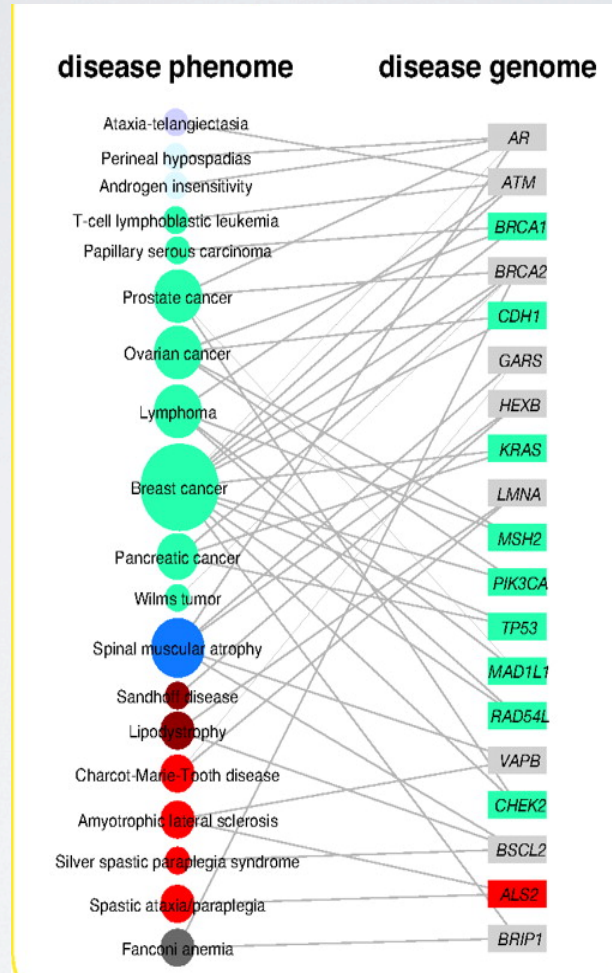 disease phenome
disease genome
Ataxia-telangiectasia
Perineal hypospadias
Androgen insensitivity
T-cell lymphoblastic leukemia
Papillary serous carcinoma
Prostate cancer
Ovarian cancer
Lymphoma
Breast cancer
Pancreatic cancer
Wilms tumor
Spinal muscular atrophy
Sandhoff disease
Lipodystrophy
Charcot-Marie-Tooth disease
Amyotrophic lateral sclerosis
Silver spastic paraplegia syndrome
Spastic ataxia/paraplegia
Fanconi anemia
AR
ATM
BRCA1
BRCA2
CDH1
GARS
HEXB
KRAS
LMNA
MSH2
PIK3CA
TP53
MAD1L1
RAD54L
VAPB
CHEK2
BSCL2
ALS2
BRIP1